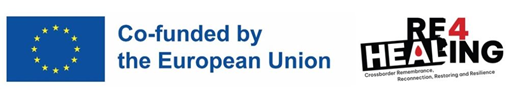 Co-funded by
the European Union
RE4
HEALING
Crossborder Remembrance,
Reconnection, Restoring and Resilience